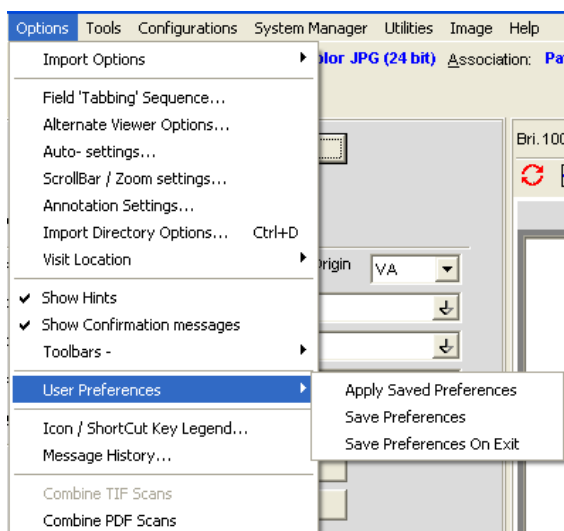 Options Tools Configurations System Manager Utilities Image Help
Import Options
olor JPG (24 bit) Association:
Field 'Tabbing' Sequence...
Alternate Viewer Options...
Auto- settings...
Bri.100
ScrollBar / Zoom settings...
Annotation Settings...
Import Directory Options... Ctrl+D
Visit Location
Origin VA
Show Hints
Show Confirmation messages
Toolbars -
User Preferences
Apply Saved Preferences
Save Preferences
Save Preferences On Exit
Icon / ShortCut Key Legend...
Message History...
Combine TIF Scans
Combine PDF Scans